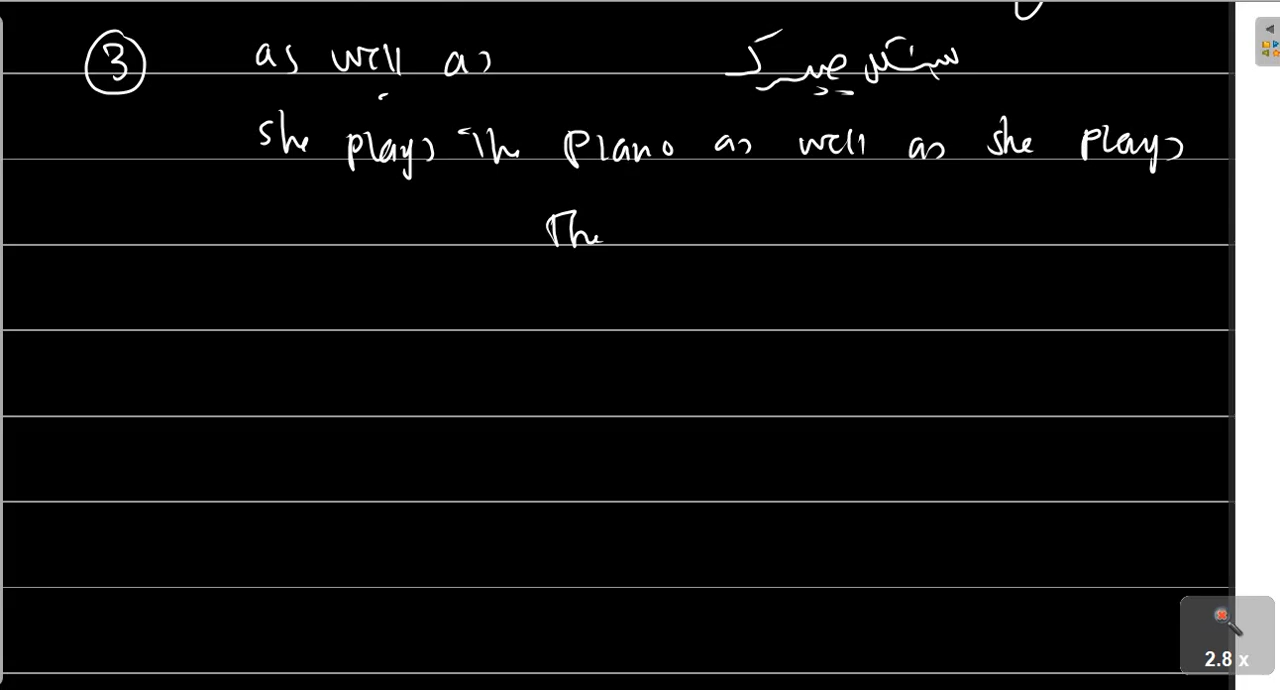 3 as well as
she plays the piano as well as she plays
The
2.8 x